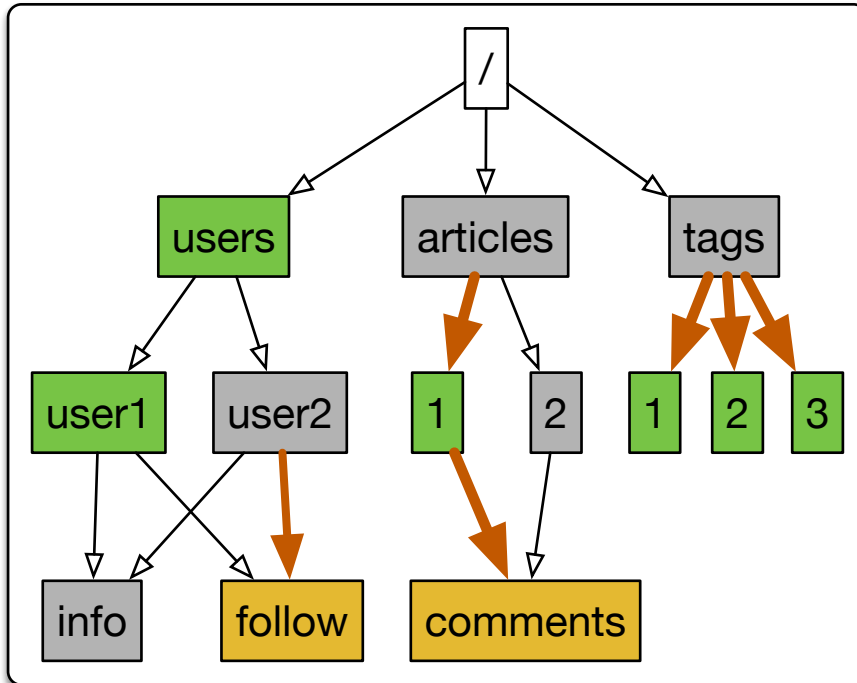 /
users
articles
tags
user1
user2
1
2
1
2
3
info
follow
comments